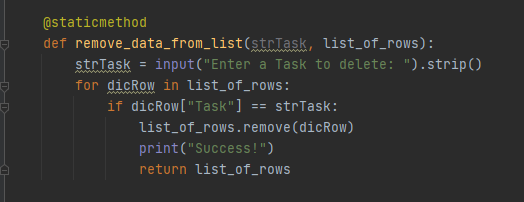 @staticmethod
def remove_data_from_list(strTask, list_of_rows):
    strTask = input("Enter a Task to delete: ").strip()
    for dicRow in list_of_rows:
        if dicRow["Task"] == strTask:
            list_of_rows.remove(dicRow)
            print("Success!")
            return list_of_rows